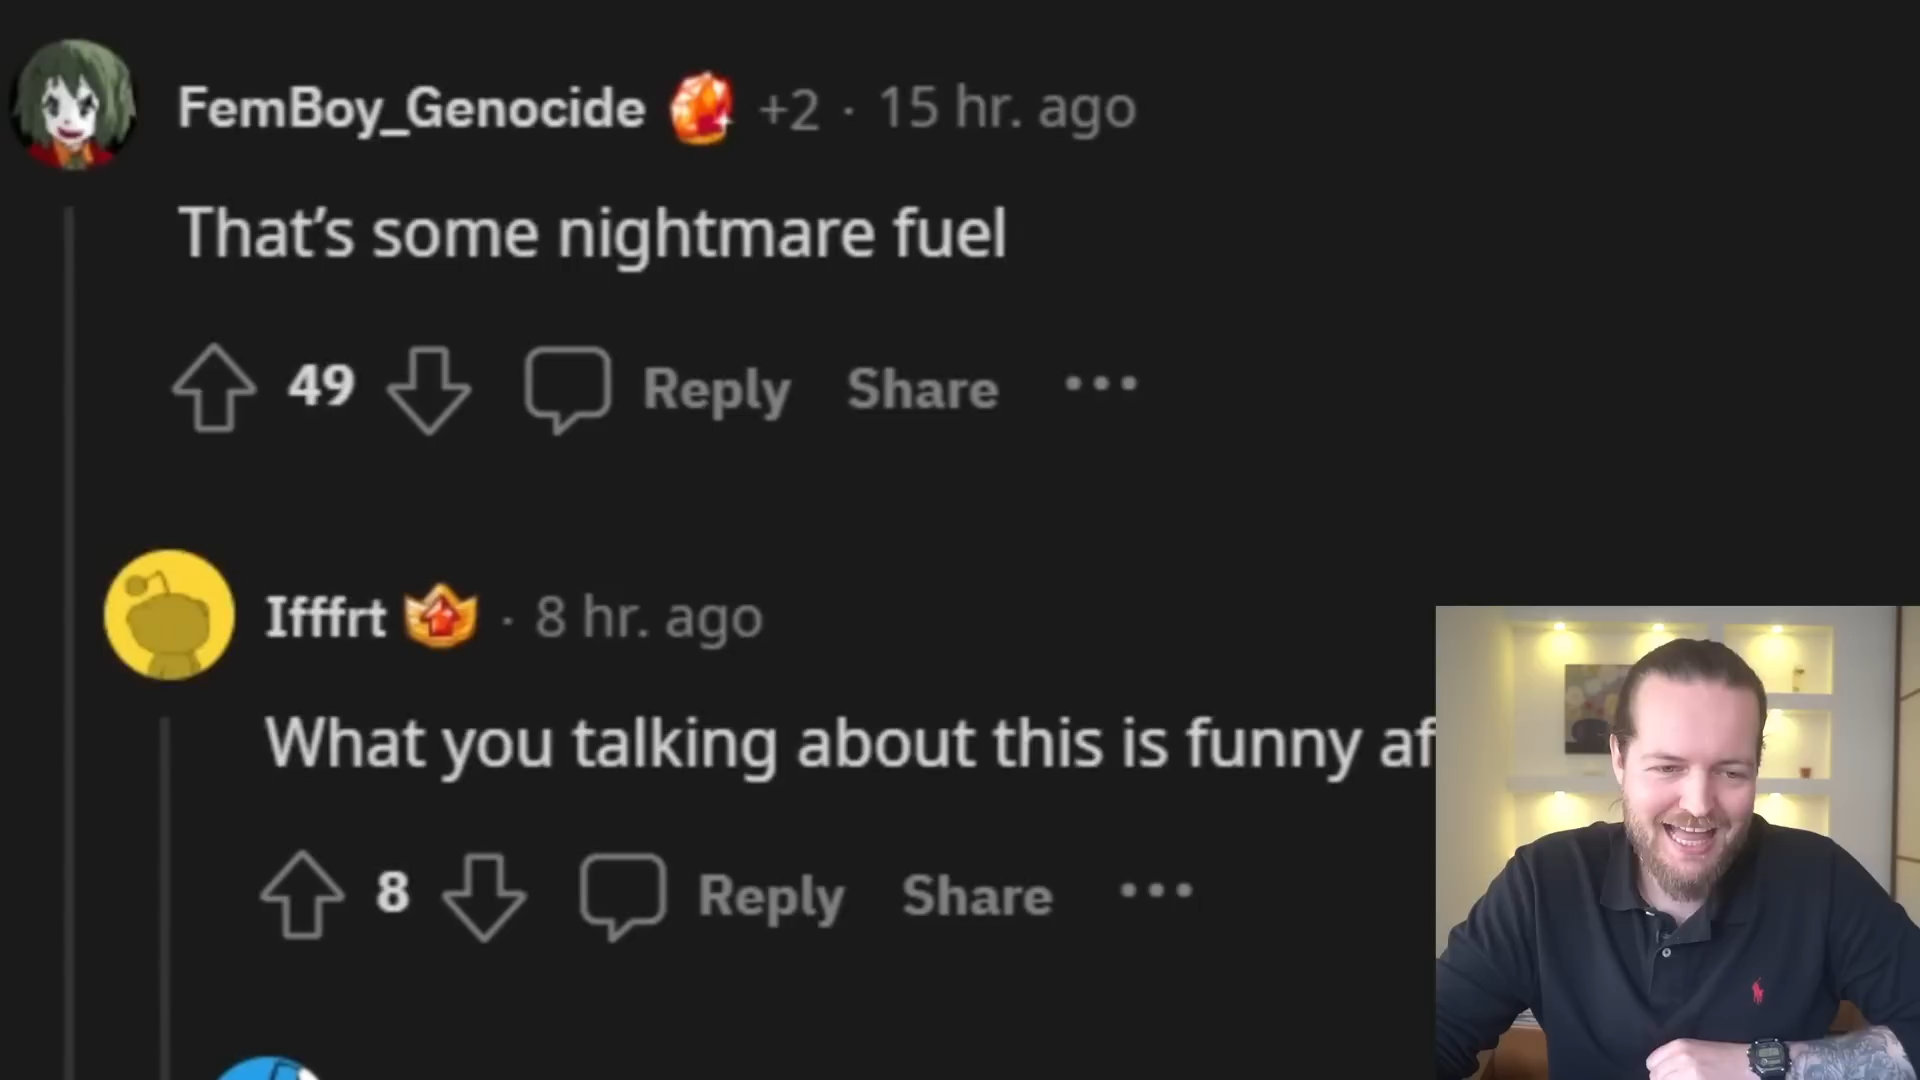 FemBoy_Genocide +2 · 15 hr. ago
That's some nightmare fuel
49 Reply Share ···
Ifffrt · 8 hr. ago
What you talking about this is funny af
8 Reply Share ···